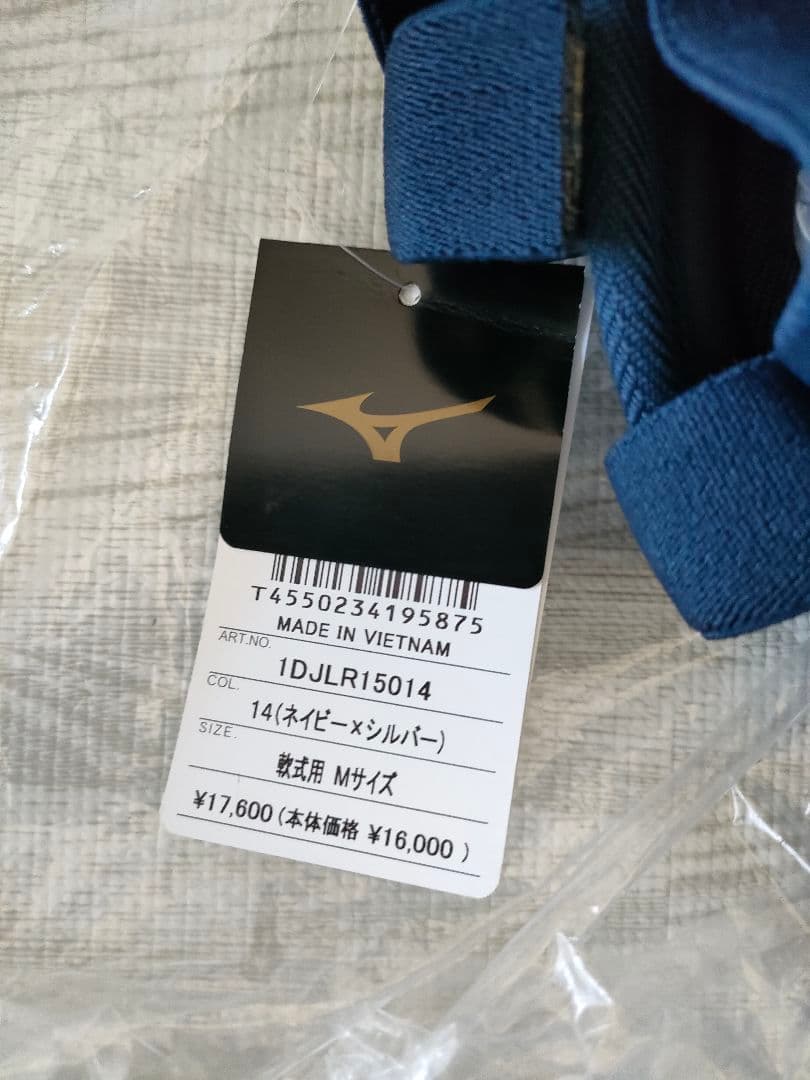 T4550234195875
MADE IN VIETNAM
ART.NO. 1DJLR15014
COL. 14(ネイビー×シルバー)
SIZE. 軟式用 Mサイズ
¥17,600(本体価格 ¥16,000 )